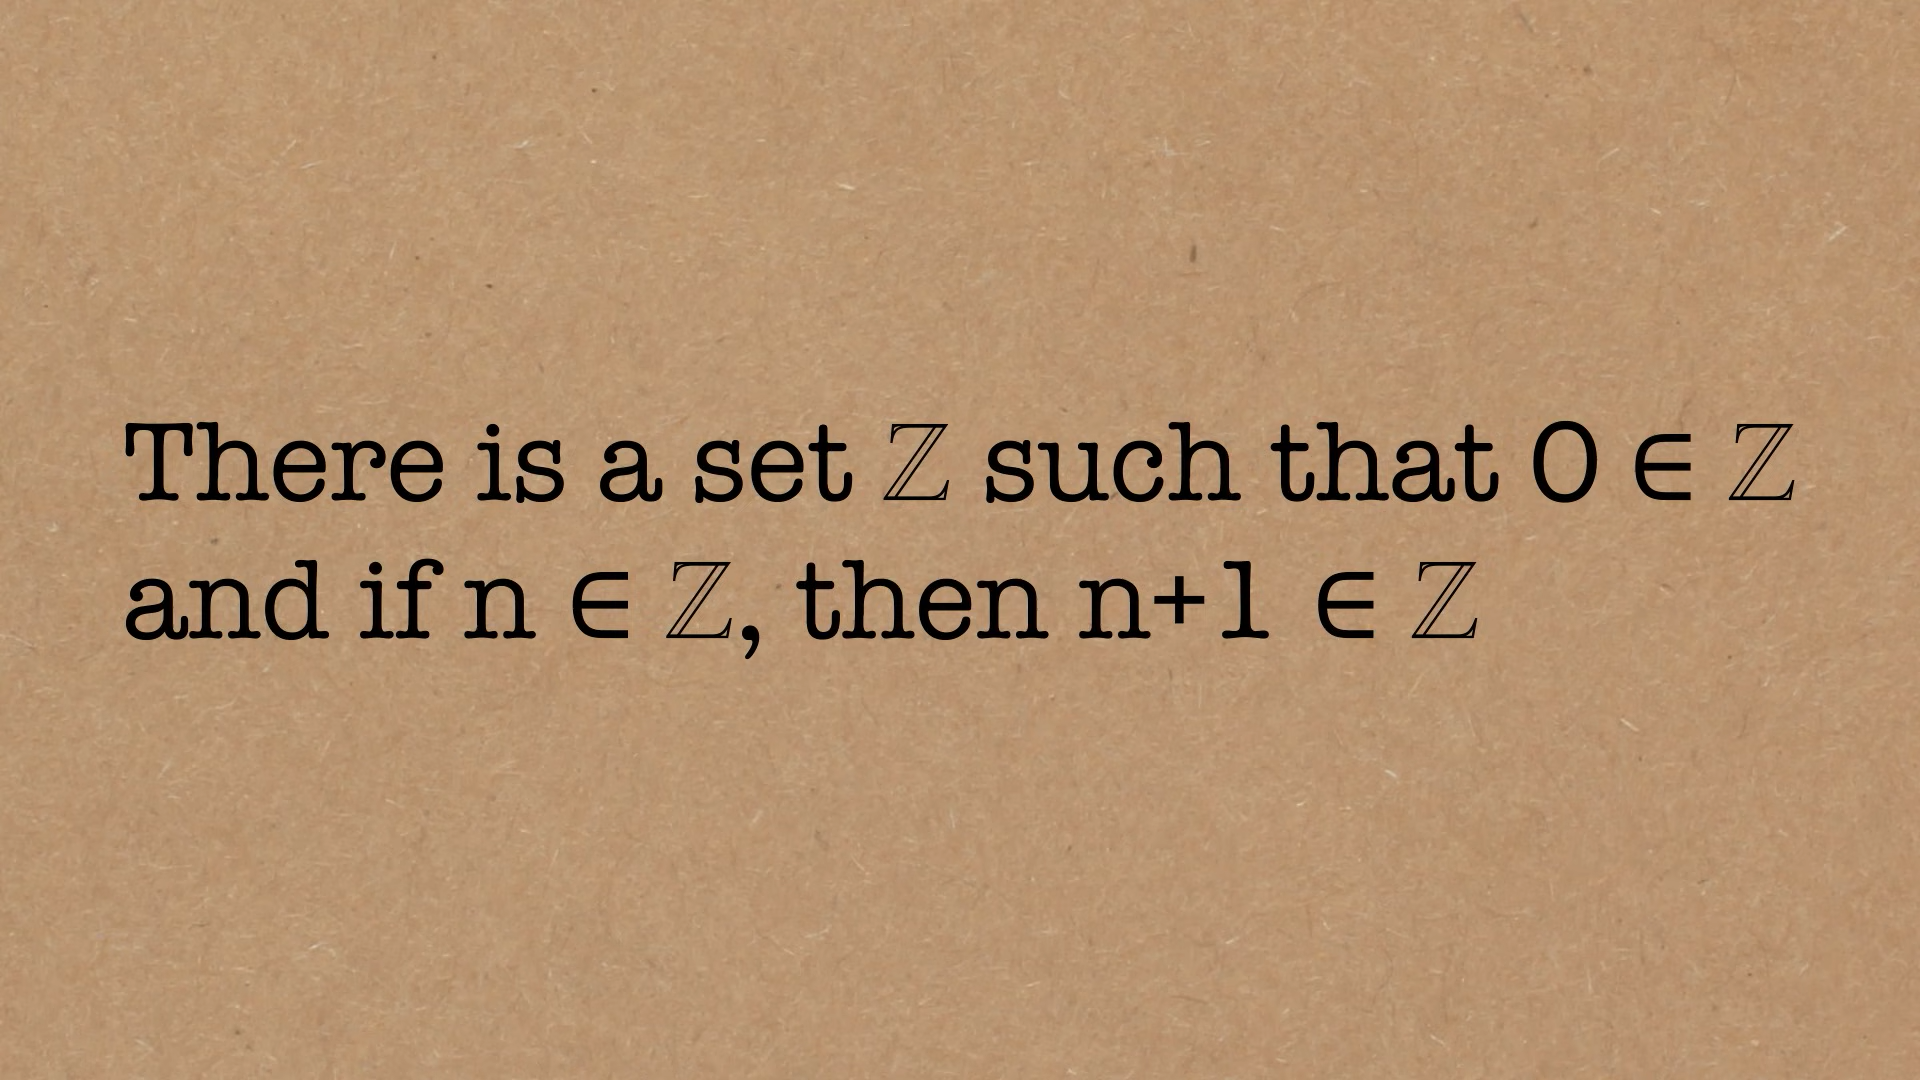 There is a set ℤ such that 0 ∈ ℤ
and if n ∈ ℤ, then n+1 ∈ ℤ